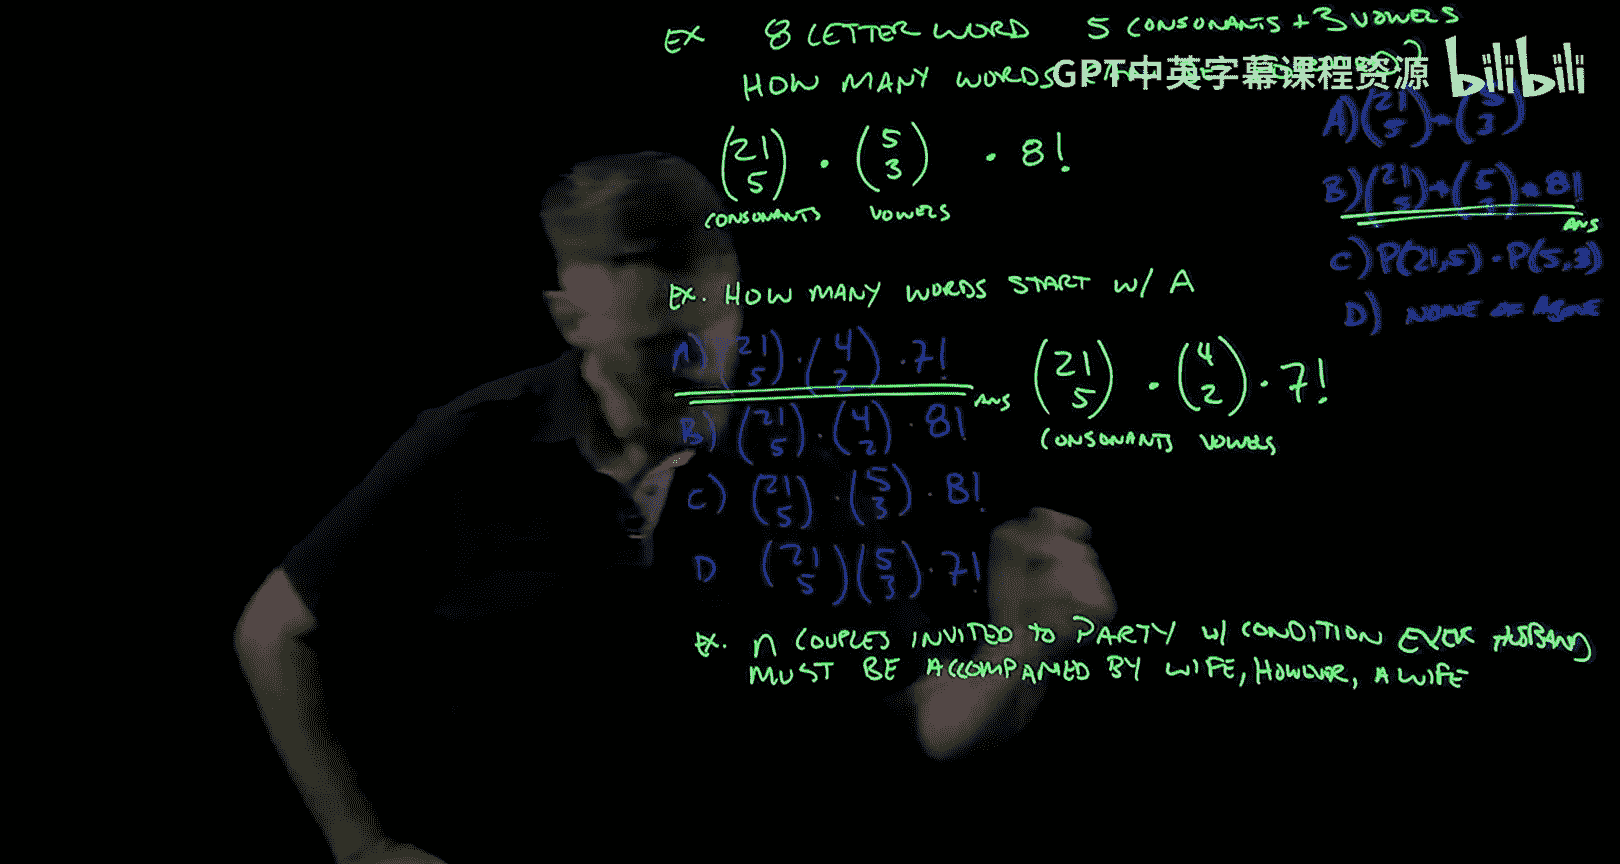 EX 8 LETTER WORD 5 CONSONANTS + 3 VOWELS
HOW MANY WORDS
GPT中英字幕课程资源 bilibili
(21 5) · (5 3) · 8!
CONSONANTS VOWELS
A) (21 5) * (5 3)
B) (21 5) * (5 3) * 8!
ANS
C) P(21,5) · P(5,3)
D) NONE OF ABOVE
EX. HOW MANY WORDS START W/ A
A) (21 5) · (4 2) · 7!
ANS
(21 5) · (4 2) · 7!
CONSONANTS VOWELS
B) (21 5) · (4 2) · 8!
C) (21 5) · (5 3) · 8!
D (21 5) (5 3) · 7!
EX. n COUPLES INVITED TO PARTY W/ CONDITION HUSBAND
MUST BE ACCOMPANIED BY WIFE, HOWEVER, A WIFE